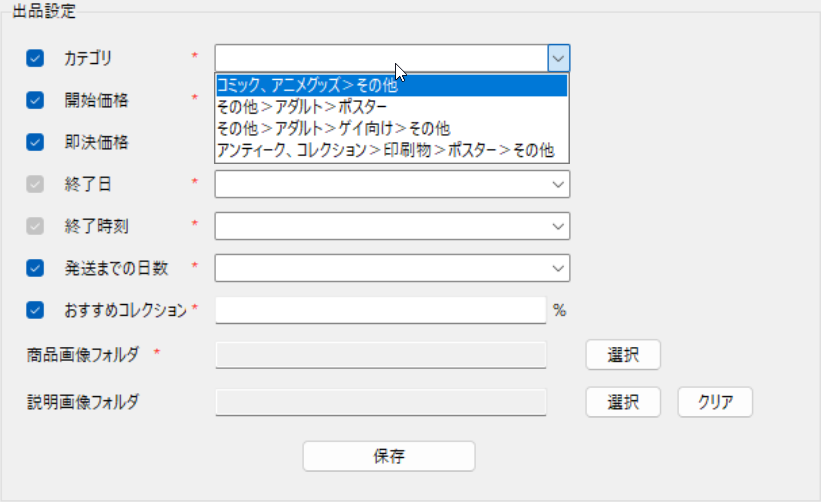 出品設定
カテゴリ *
コミック、アニメグッズ＞その他
その他＞アダルト＞ポスター
その他＞アダルト＞ゲイ向け＞その他
アンティーク、コレクション＞印刷物＞ポスター＞その他
開始価格 *
即決価格
終了日 *
終了時刻 *
発送までの日数 *
おすすめコレクション * %
商品画像フォルダ * 選択
説明画像フォルダ 選択 クリア
保存